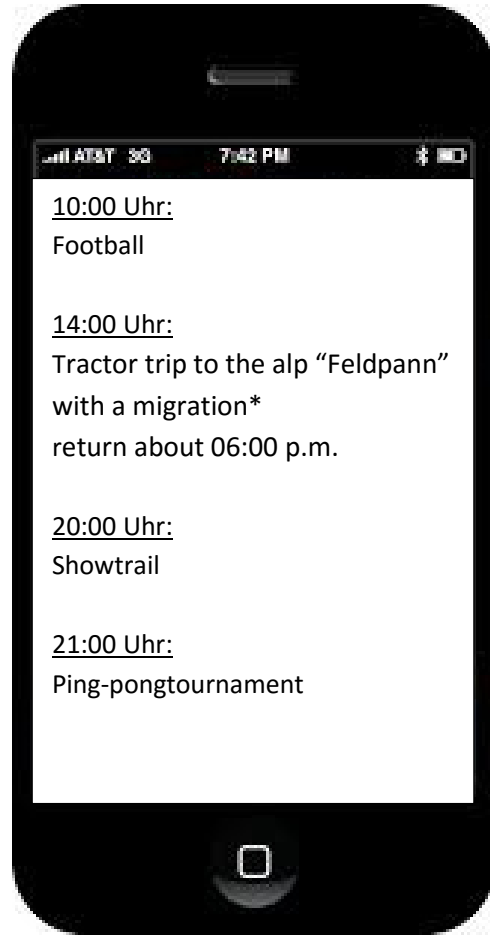 AT&T 3G 7:42 PM
10:00 Uhr:
Football
14:00 Uhr:
Tractor trip to the alp “Feldpann”
with a migration*
return about 06:00 p.m.
20:00 Uhr:
Showtrail
21:00 Uhr:
Ping-pongtournament